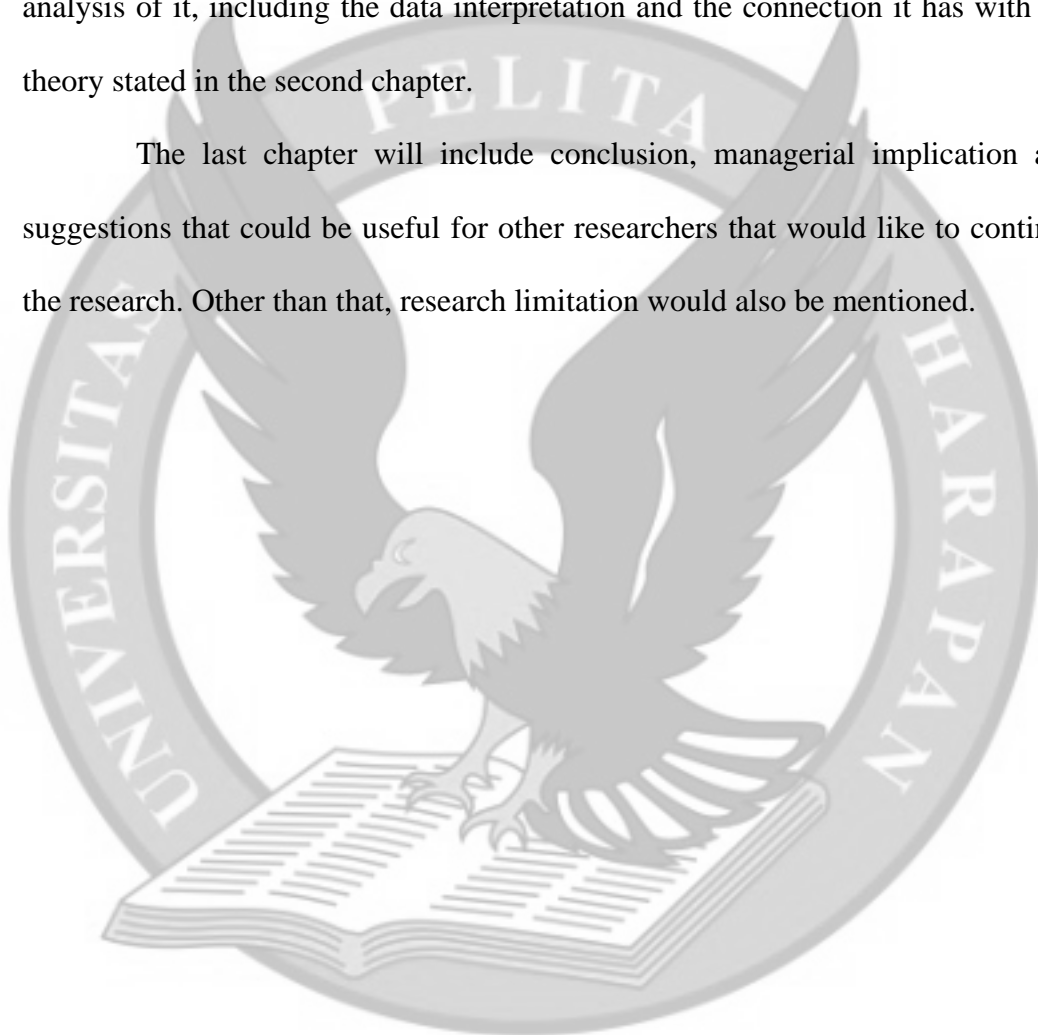 analysis of it, including the data interpretation and the connection it has with
theory stated in the second chapter.
The last chapter will include conclusion, managerial implication a
suggestions that could be useful for other researchers that would like to contin
the research. Other than that, research limitation would also be mentioned.
UNIVERSITAS PELITA HARAPAN